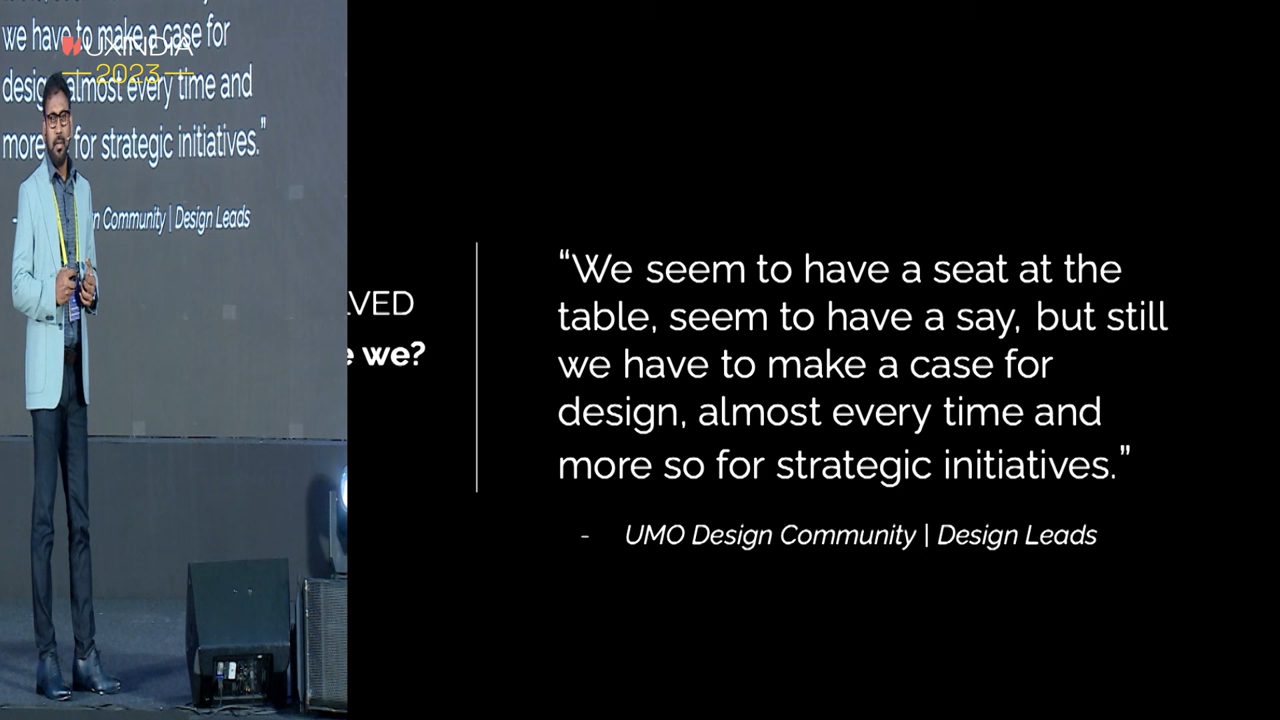 we have to make a case for
UXINDIA
2023
almost every time and
more for strategic initiatives.”
Community | Design Leads
LVED
we?
“We seem to have a seat at the
table, seem to have a say, but still
we have to make a case for
design, almost every time and
more so for strategic initiatives.”
- UMO Design Community | Design Leads